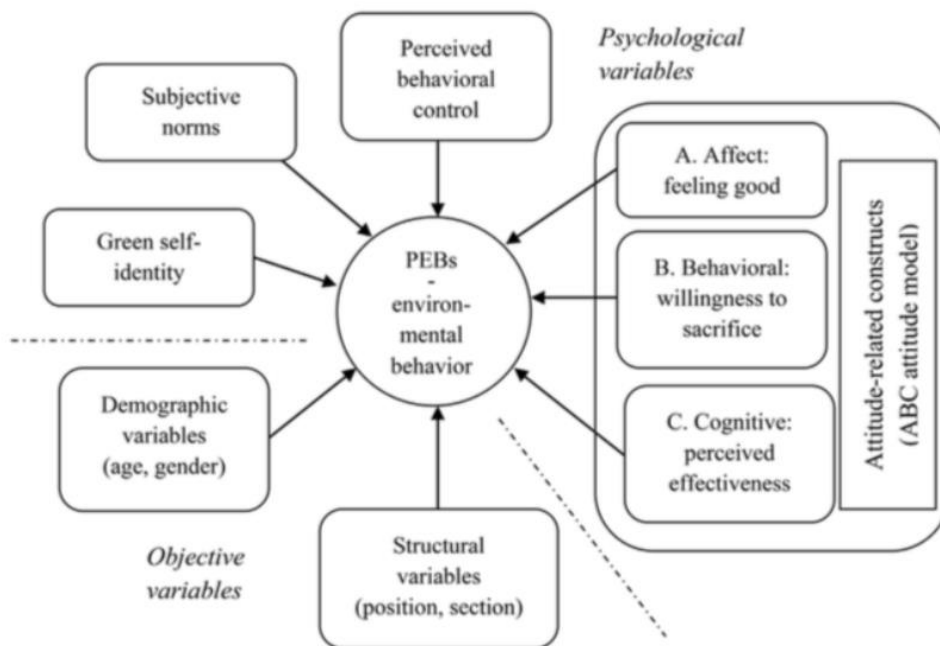 Perceived
behavioral
control
Psychological
variables
Subjective
norms
A. Affect:
feeling good
Green self-
identity
PEBs
-
environ-
mental
behavior
B. Behavioral:
willingness to
sacrifice
Attitude-related constructs
(ABC attitude model)
Demographic
variables
(age, gender)
C. Cognitive:
perceived
effectiveness
Objective
variables
Structural
variables
(position, section)